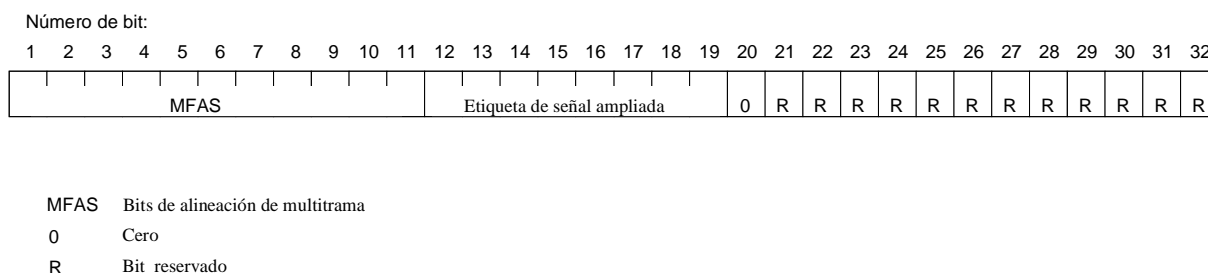 Número de bit:
1 2 3 4 5 6 7 8 9 10 11 12 13 14 15 16 17 18 19 20 21 22 23 24 25 26 27 28 29 30 31 32
MFAS Etiqueta de señal ampliada 0 R R R R R R R R R R R R
MFAS Bits de alineación de multitrama
0 Cero
R Bit reservado